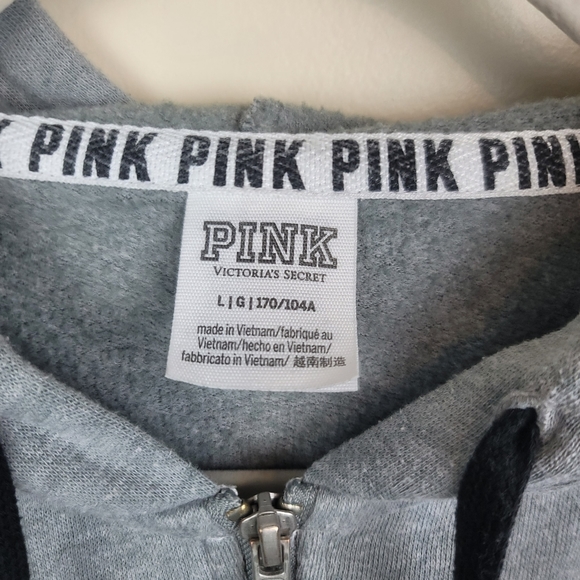 PINK PINK PINK PINK PINK
PINK
VICTORIA'S SECRET
L | G | 170/104A
made in Vietnam/fabriqué au
Vietnam/hecho en Vietnam/
fabbricato in Vietnam/ 越南制造